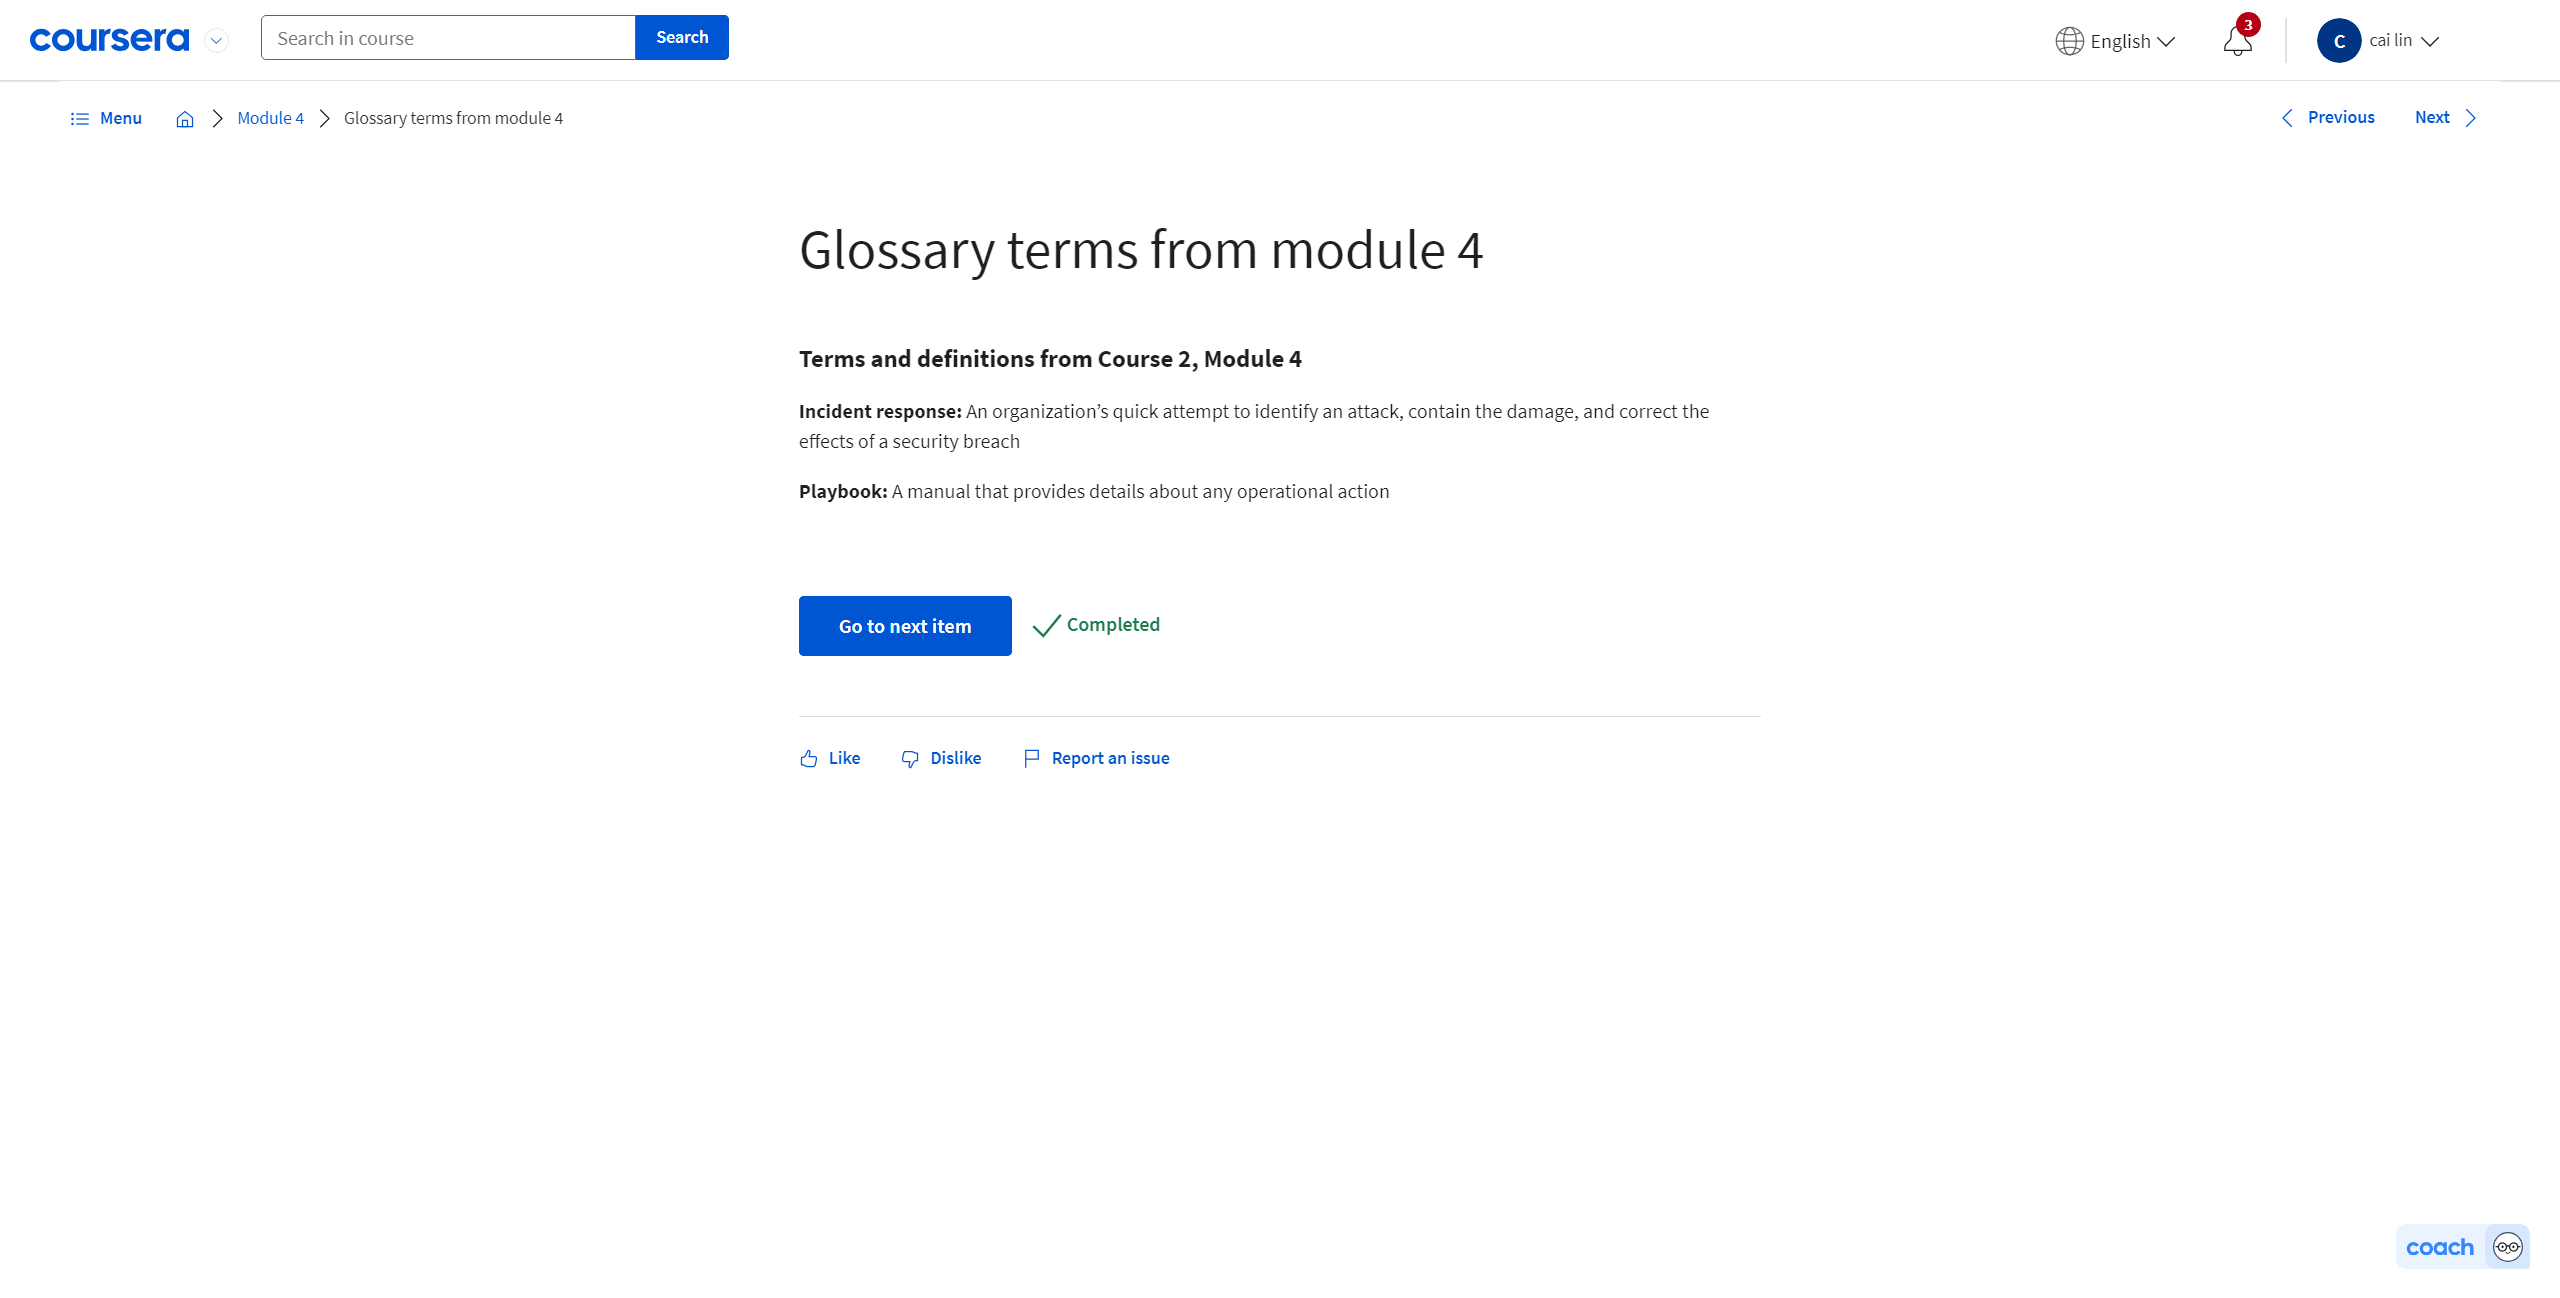 coursera
Search in course
Search
English
3
C
cai lin
Menu
Module 4
Glossary terms from module 4
Previous
Next
Glossary terms from module 4
Terms and definitions from Course 2, Module 4
Incident response: An organization’s quick attempt to identify an attack, contain the damage, and correct the
effects of a security breach
Playbook: A manual that provides details about any operational action
Go to next item
Completed
Like
Dislike
Report an issue
coach